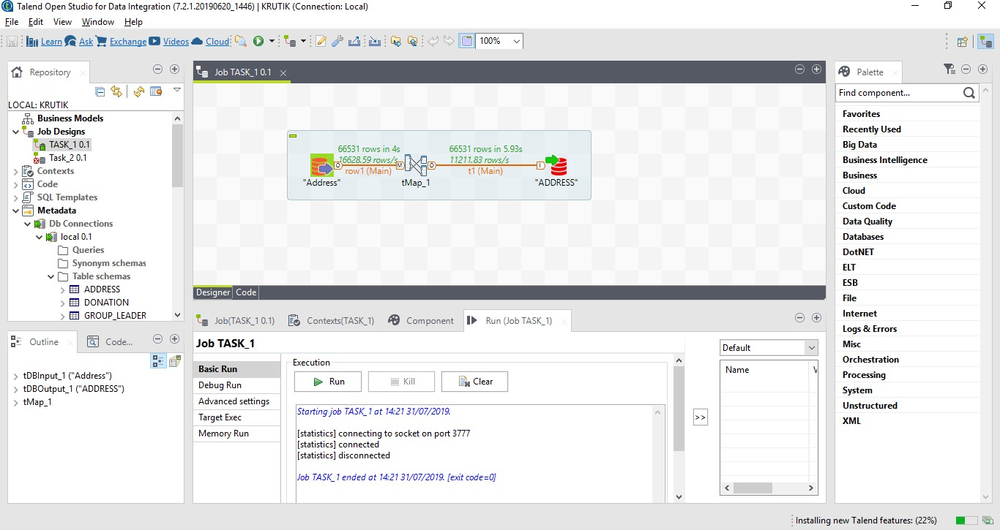 Talend Open Studio for Data Integration (7.2.1.20190620_1446) | KRUTIK (Connection: Local)
File Edit View Window Help
Learn Ask Exchange Videos Cloud 100%
Repository
LOCAL: KRUTIK
Business Models
Job Designs
TASK_1 0.1
Task_2 0.1
Contexts
Code
SQL Templates
Metadata
Db Connections
local 0.1
Queries
Synonym schemas
Table schemas
ADDRESS
DONATION
GROUP_LEADER
Outline Code...
tDBInput_1 ("Address")
tDBOutput_1 ("ADDRESS")
tMap_1
Job TASK_1 0.1
66531 rows in 4s 66531 rows in 5.93s
16628.59 rows/s 11211.83 rows/s
row1 (Main) t1 (Main)
"Address" tMap_1 "ADDRESS"
Designer Code
Job(TASK_1 0.1) Contexts(TASK_1) Component Run (Job TASK_1)
Job TASK_1
Basic Run
Debug Run
Advanced settings
Target Exec
Memory Run
Execution
Run Kill Clear
Starting job TASK_1 at 14:21 31/07/2019.
[statistics] connecting to socket on port 3777
[statistics] connected
[statistics] disconnected
Job TASK_1 ended at 14:21 31/07/2019. [exit code=0]
>>
Default
Name
Palette
Find component...
Favorites
Recently Used
Big Data
Business Intelligence
Business
Cloud
Custom Code
Data Quality
Databases
DotNET
ELT
ESB
File
Internet
Logs & Errors
Misc
Orchestration
Processing
System
Unstructured
XML
Installing new Talend features: (22%)